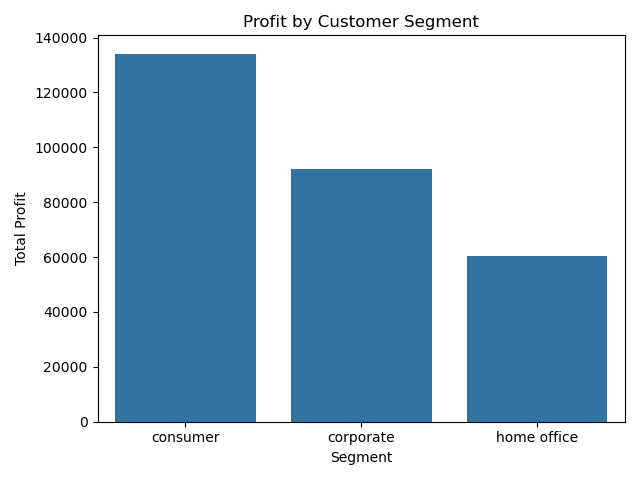 Profit by Customer Segment
140000
120000
100000
80000
60000
40000
20000
0
Total Profit
consumer corporate home office
Segment